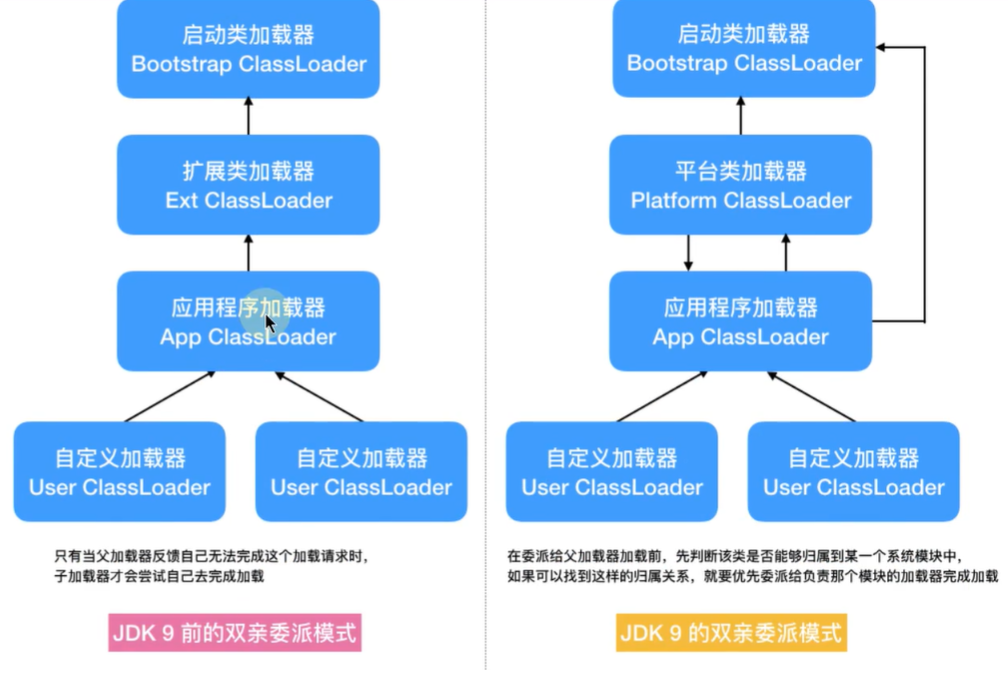 启动类加载器
Bootstrap ClassLoader
扩展类加载器
Ext ClassLoader
应用程序加载器
App ClassLoader
自定义加载器
User ClassLoader
自定义加载器
User ClassLoader
只有当父加载器反馈自己无法完成这个加载请求时，
子加载器才会尝试自己去完成加载
JDK 9 前的双亲委派模式
启动类加载器
Bootstrap ClassLoader
平台类加载器
Platform ClassLoader
应用程序加载器
App ClassLoader
自定义加载器
User ClassLoader
自定义加载器
User ClassLoader
在委派给父加载器加载前，先判断该类是否能够归属到某一个系统模块中，
如果可以找到这样的归属关系，就要优先委派给负责那个模块的加载器完成加载
JDK 9 的双亲委派模式